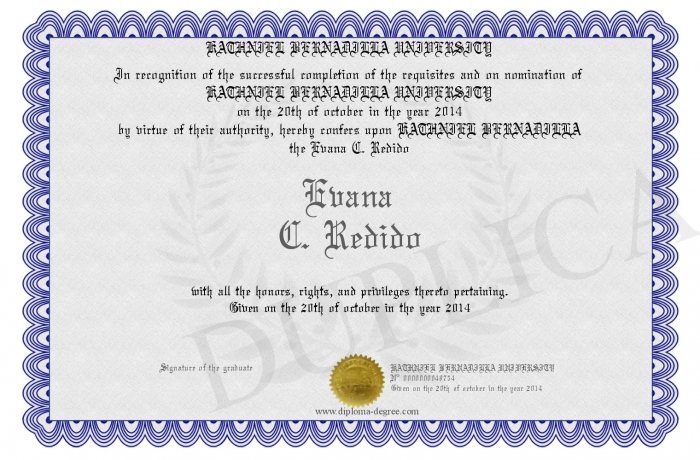 KATHNIEL BERNADILLA UNIVERSITY
In recognition of the successful completion of the requisites and on nomination of
KATHNIEL BERNADILLA UNIVERSITY
on the 20th of october in the year 2014
by virtue of their authority, hereby confers upon KATHNIEL BERNADILLA
the Evana C. Redido
Evana
C. Redido
with all the honors, rights, and privileges thereto pertaining.
Given on the 20th of october in the year 2014
Signature of the graduate
KATHNIEL BERNADILLA UNIVERSITY
N° 0000000048754
Given on the 20th of october in the year 2014
www.diploma-degree.com
DUPLICA